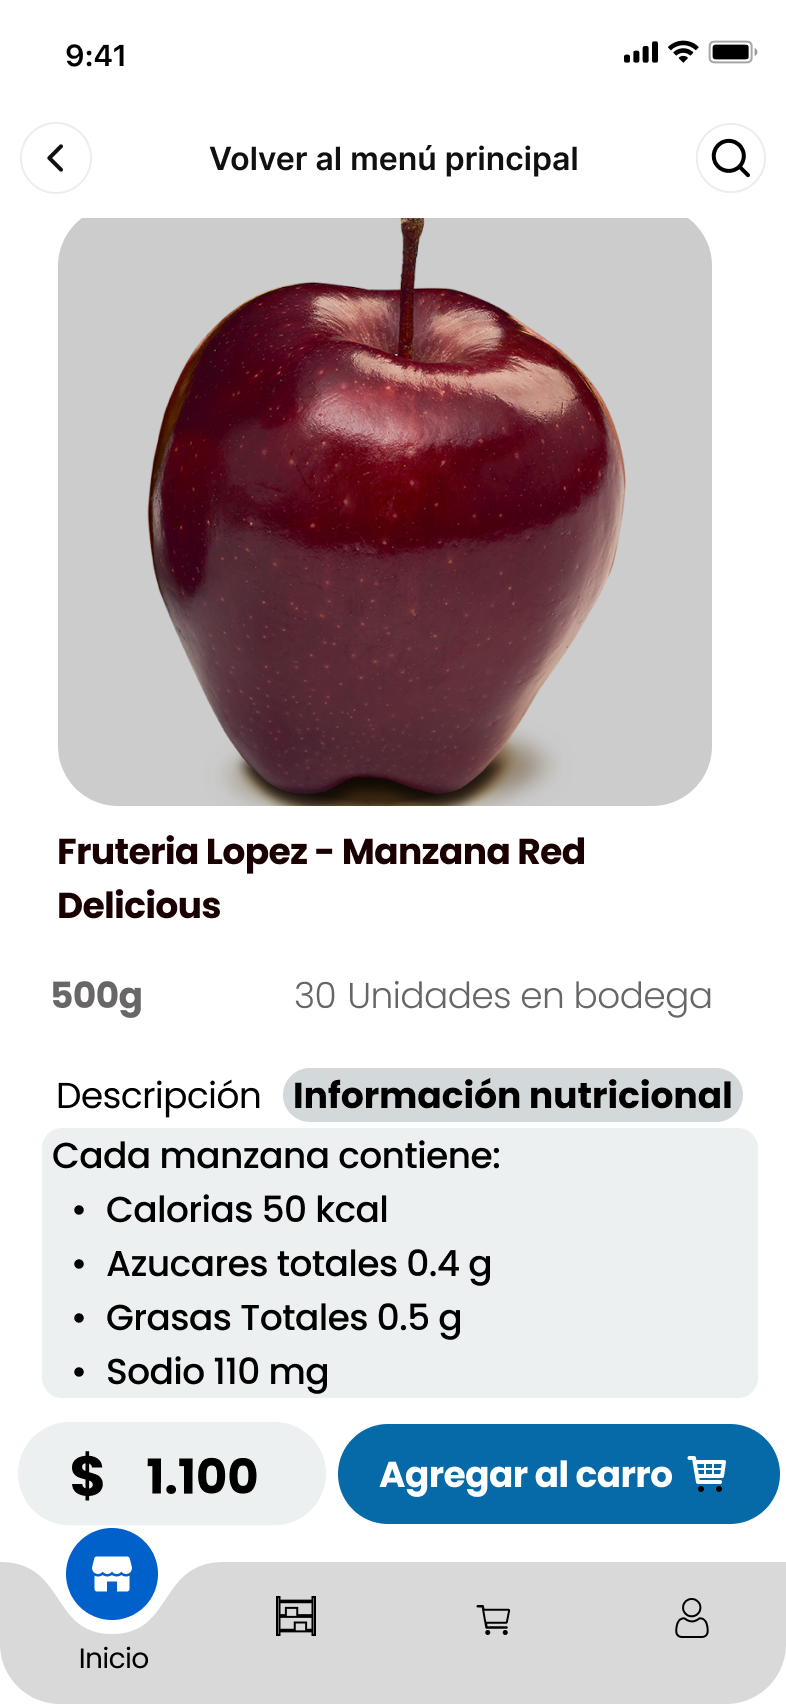 9:41
Volver al menú principal
Fruteria Lopez - Manzana Red
Delicious
500g
30 Unidades en bodega
Descripción
Información nutricional
Cada manzana contiene:
• Calorias 50 kcal
• Azucares totales 0.4 g
• Grasas Totales 0.5 g
• Sodio 110 mg
$ 1.100
Agregar al carro
Inicio